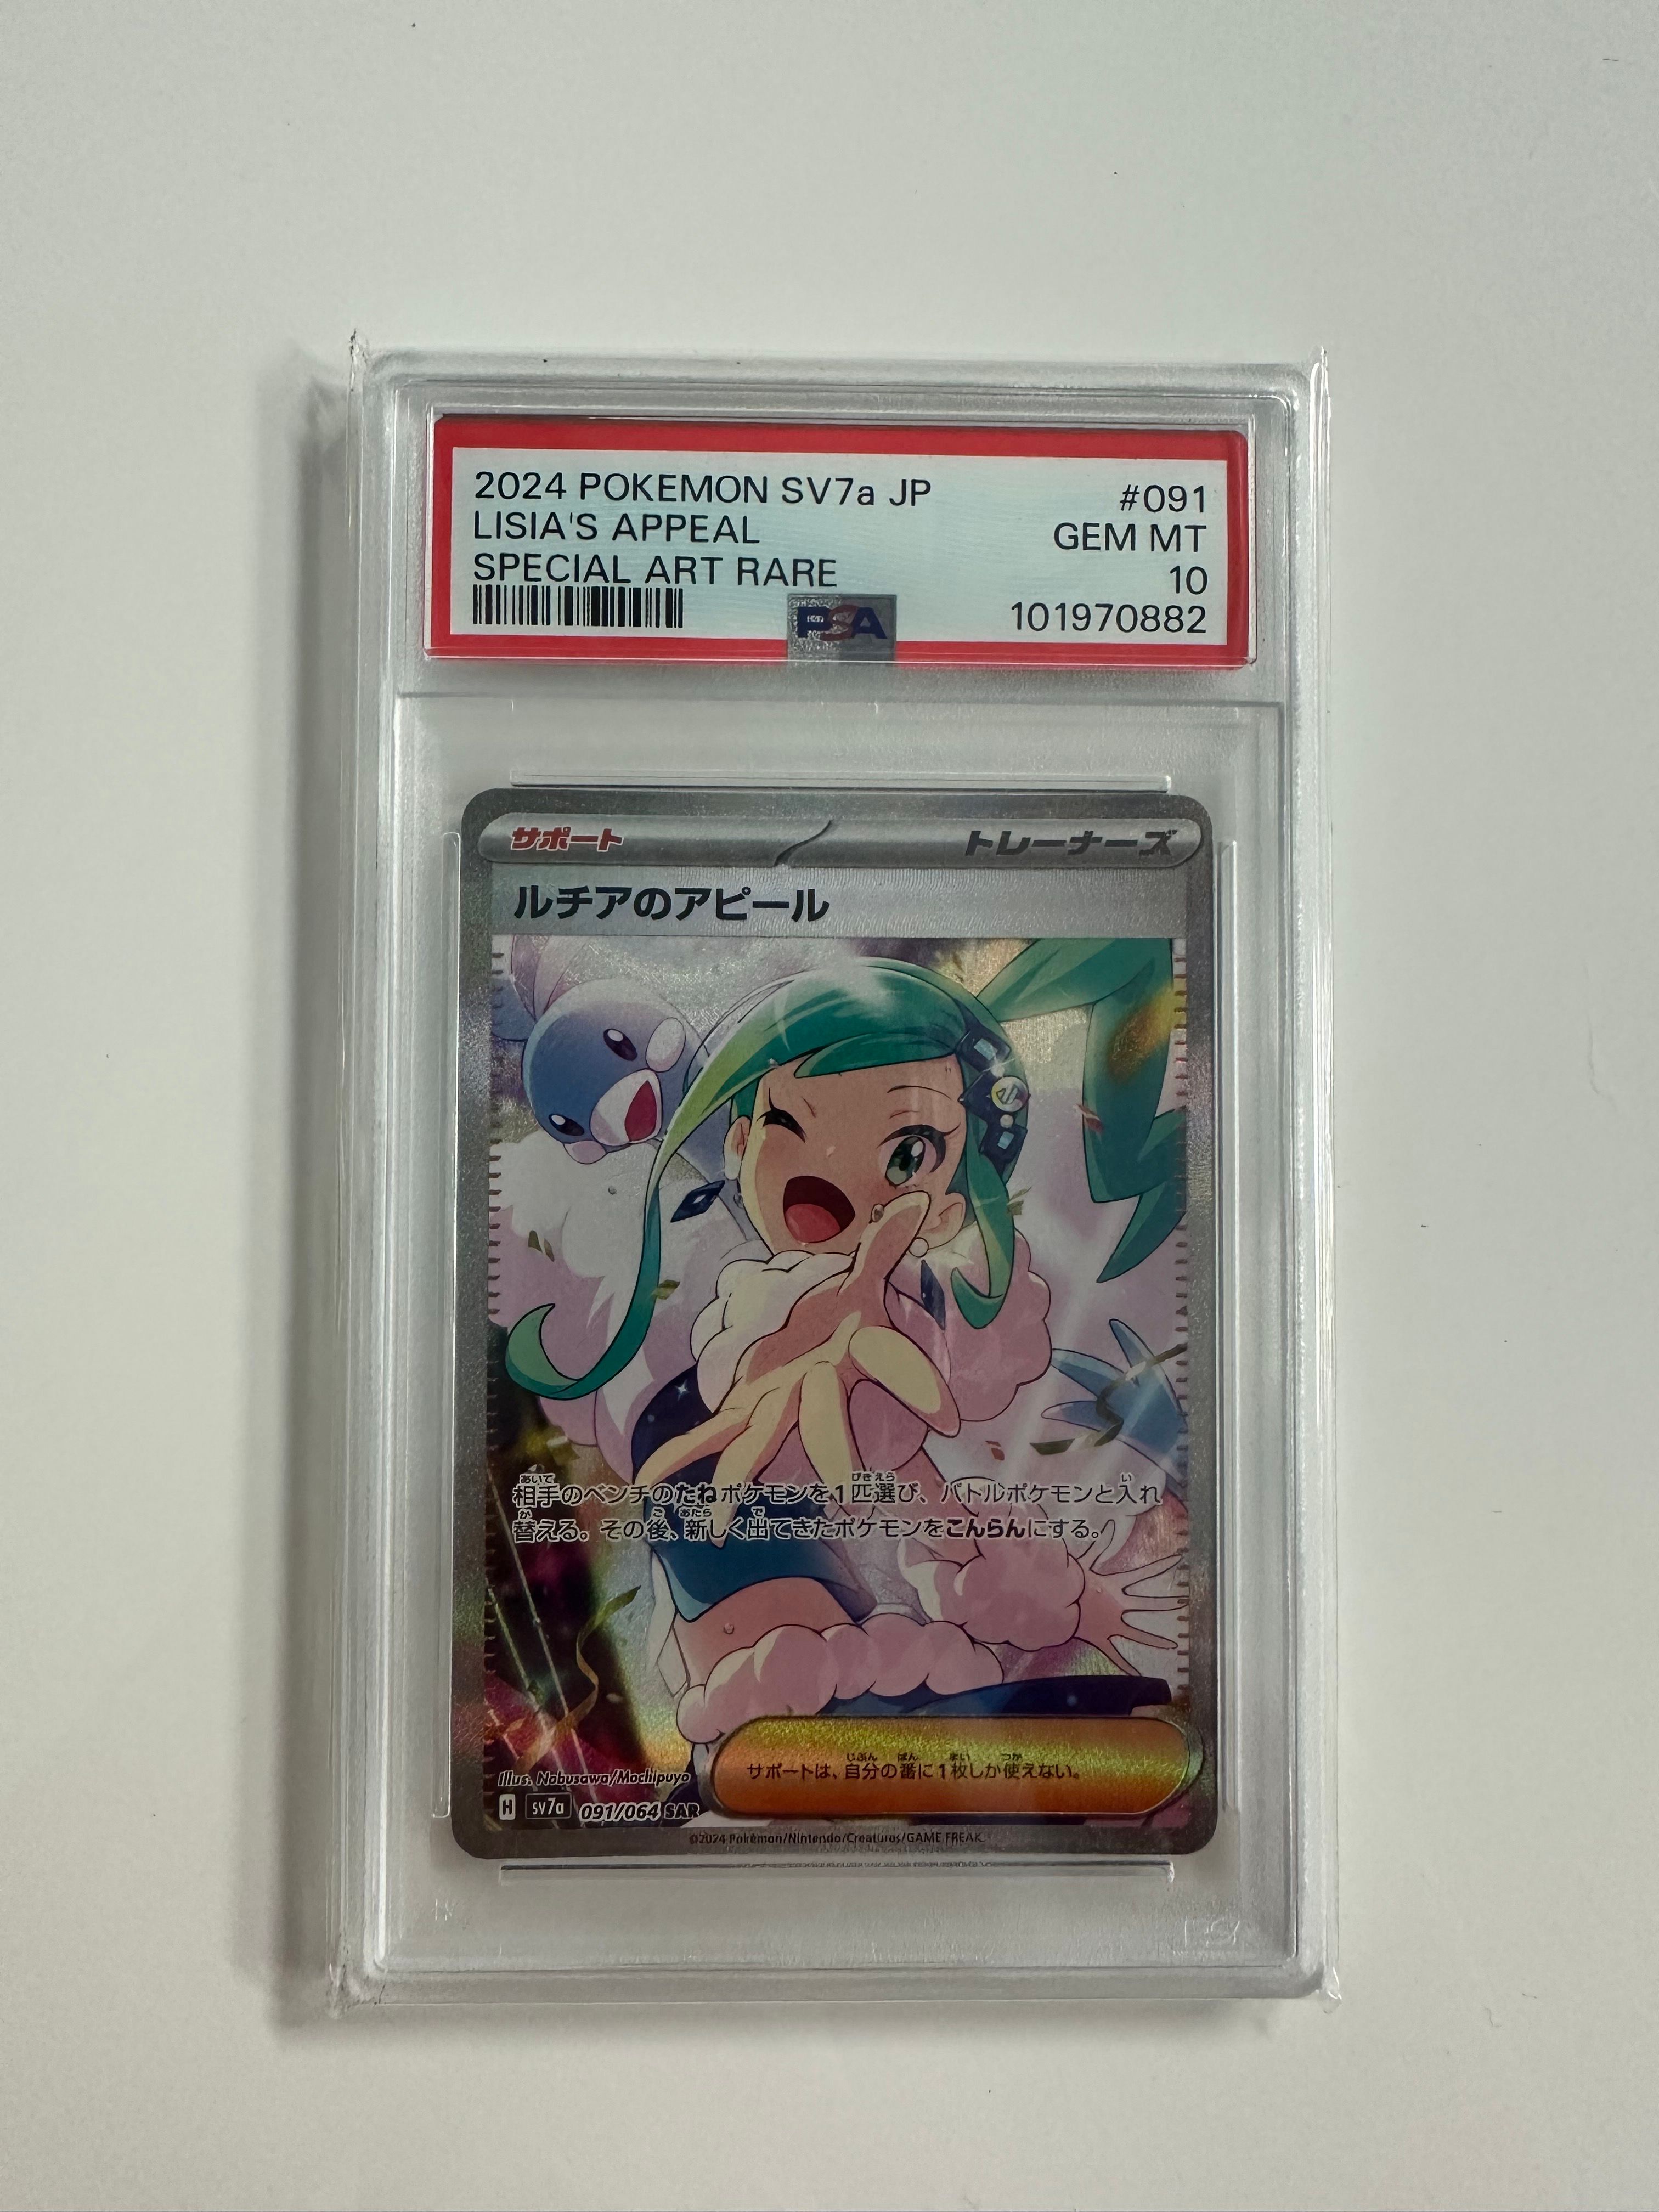 2024 POKEMON SV7a JP
#091
LISIA'S APPEAL
GEM MT
SPECIAL ART RARE
10
PSA
101970882
サポート
トレーナーズ
ルチアのアピール
相手のベンチのたねポケモンを1匹選び、バトルポケモンと入れ
替える。その後、新しく出てきたポケモンをこんらんにする。
サポートは、自分の番に1枚しか使えない。
Illus. Nobusawa/Mochipuyo
H sv7a 091/064 SAR
©2024 Pokémon/Nintendo/Creatures/GAME FREAK
PSA